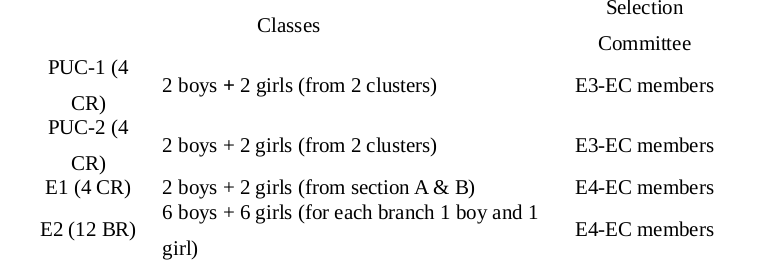 Classes
Selection
Committee
PUC-1 (4
CR)
2 boys + 2 girls (from 2 clusters)
E3-EC members
PUC-2 (4
CR)
2 boys + 2 girls (from 2 clusters)
E3-EC members
E1 (4 CR)
2 boys + 2 girls (from section A & B)
E4-EC members
E2 (12 BR)
6 boys + 6 girls (for each branch 1 boy and 1
girl)
E4-EC members